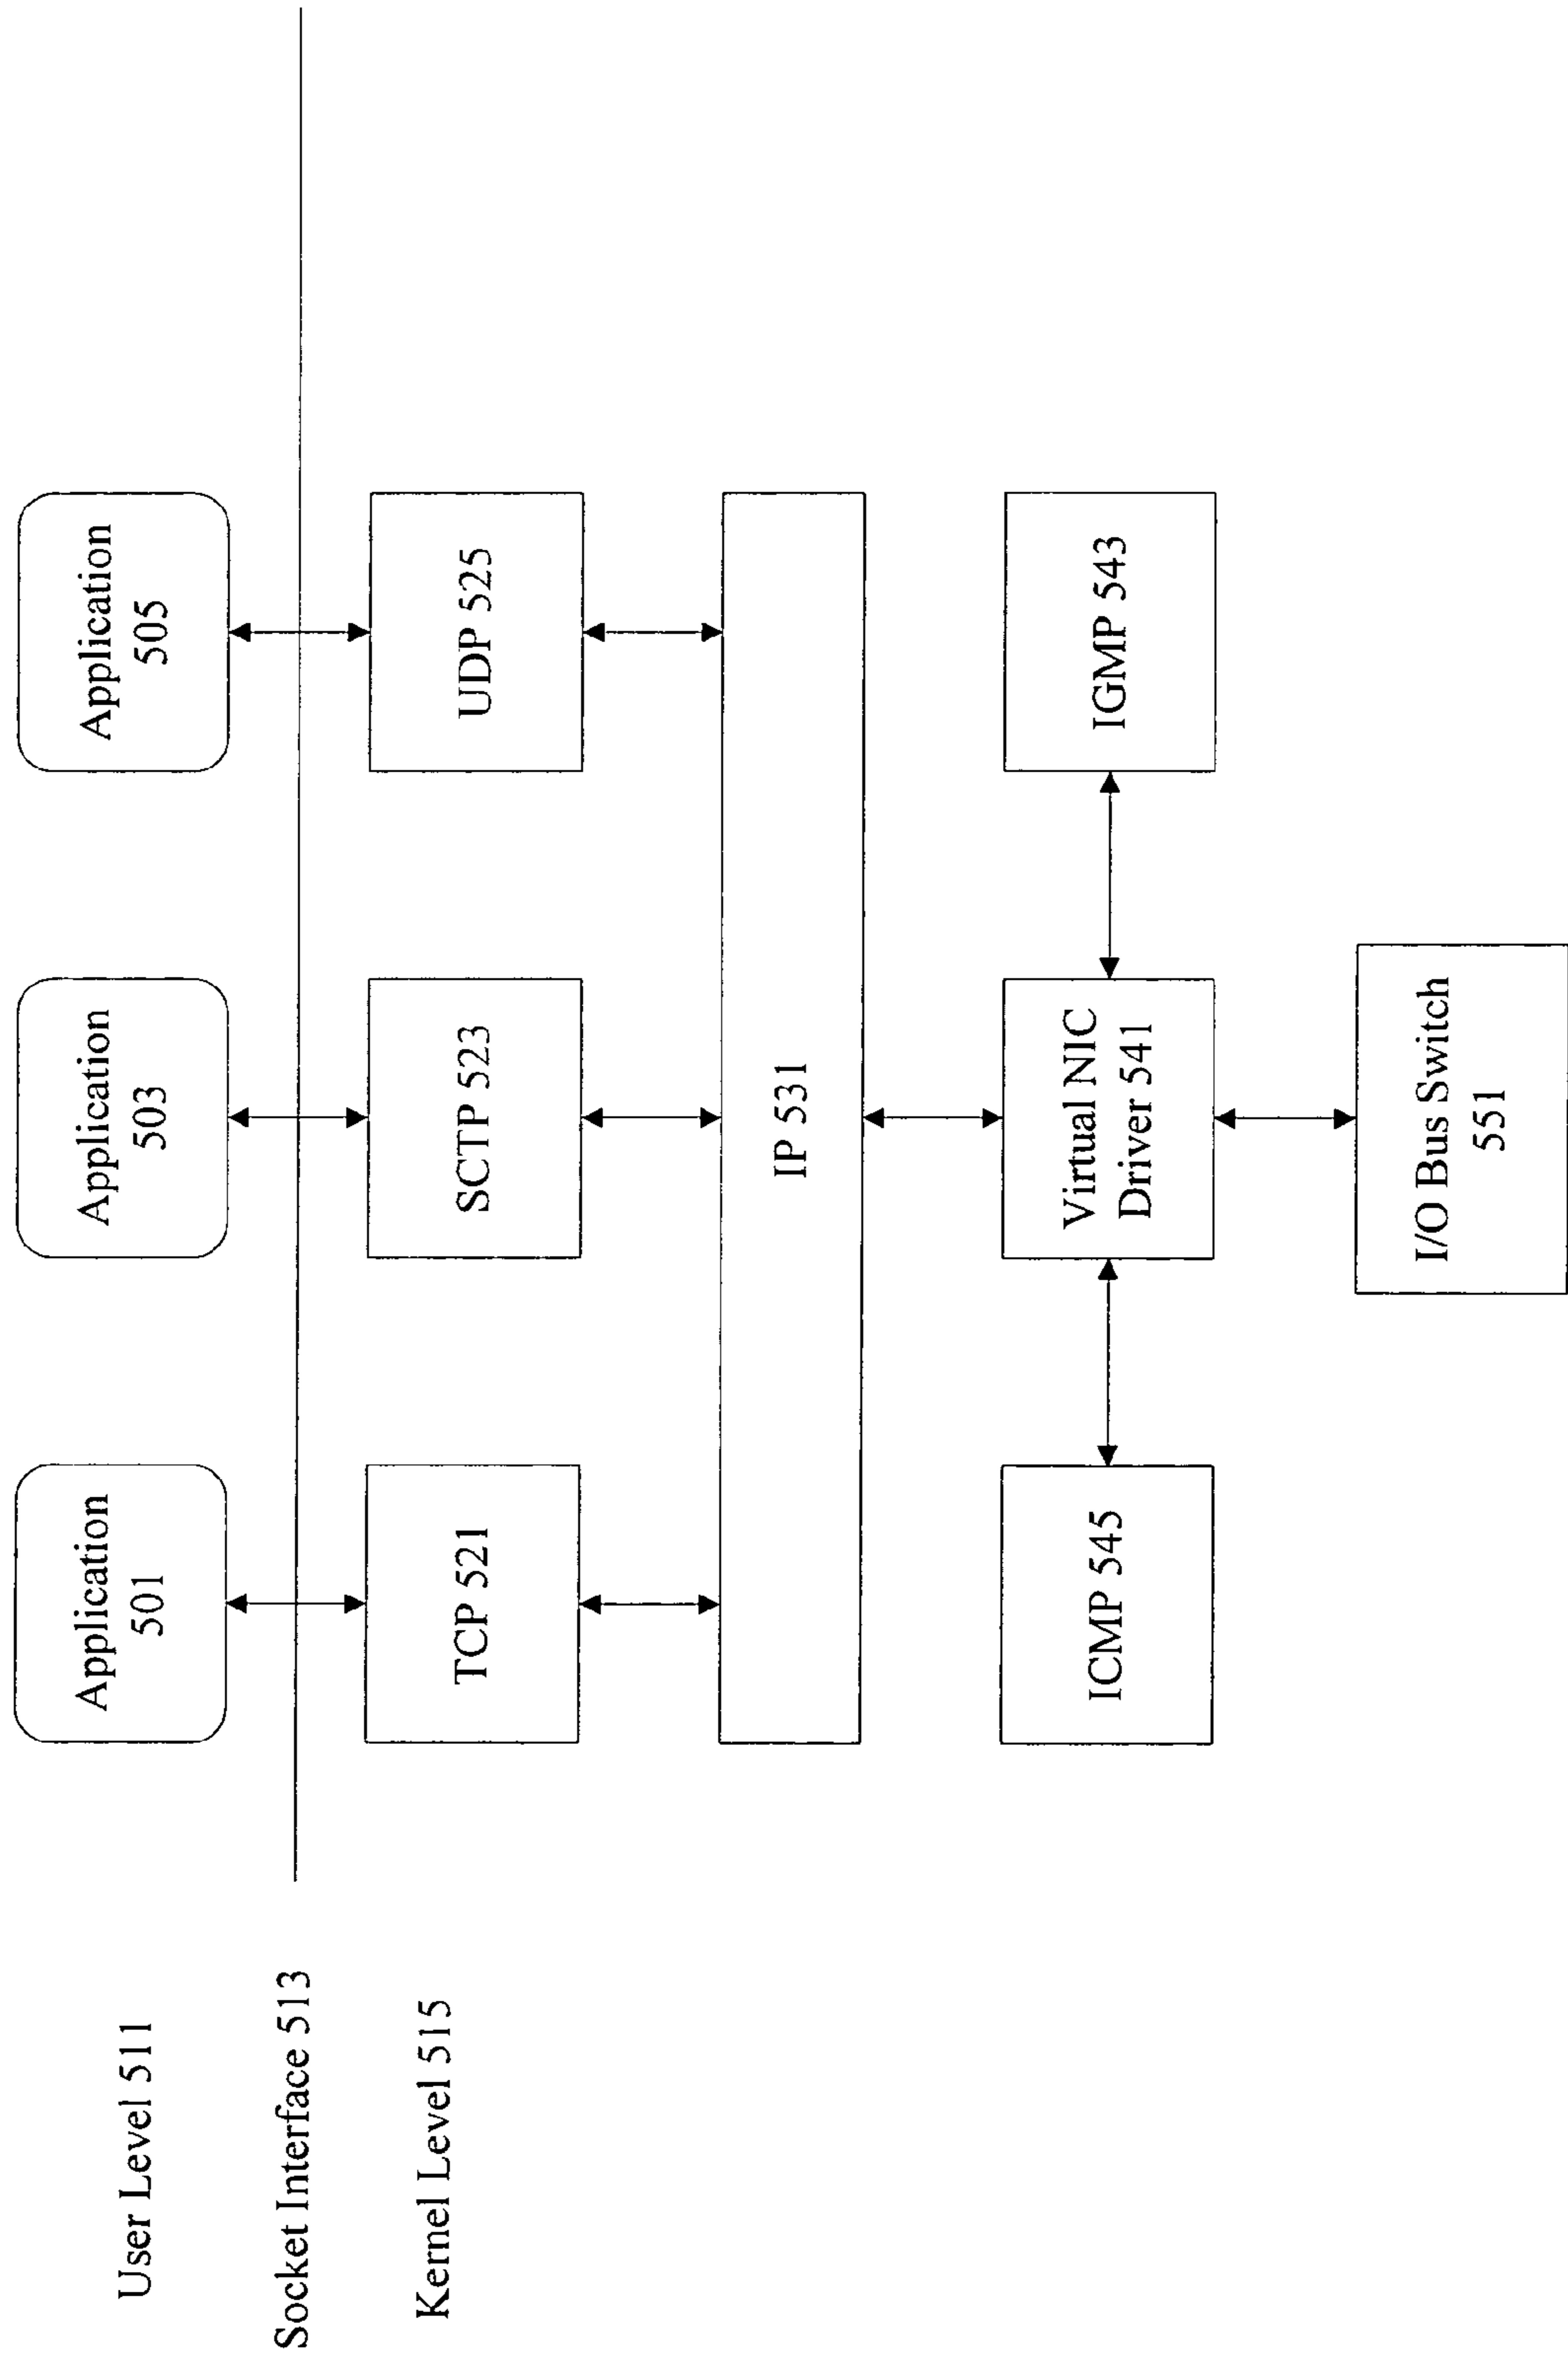 User Level 511
Application
501
Application
503
Application
505
Socket Interface 513
Kernel Level 515
TCP 521
SCTP 523
UDP 525
IP 531
ICMP 545
Virtual NIC
Driver 541
IGMP 543
I/O Bus Switch
551